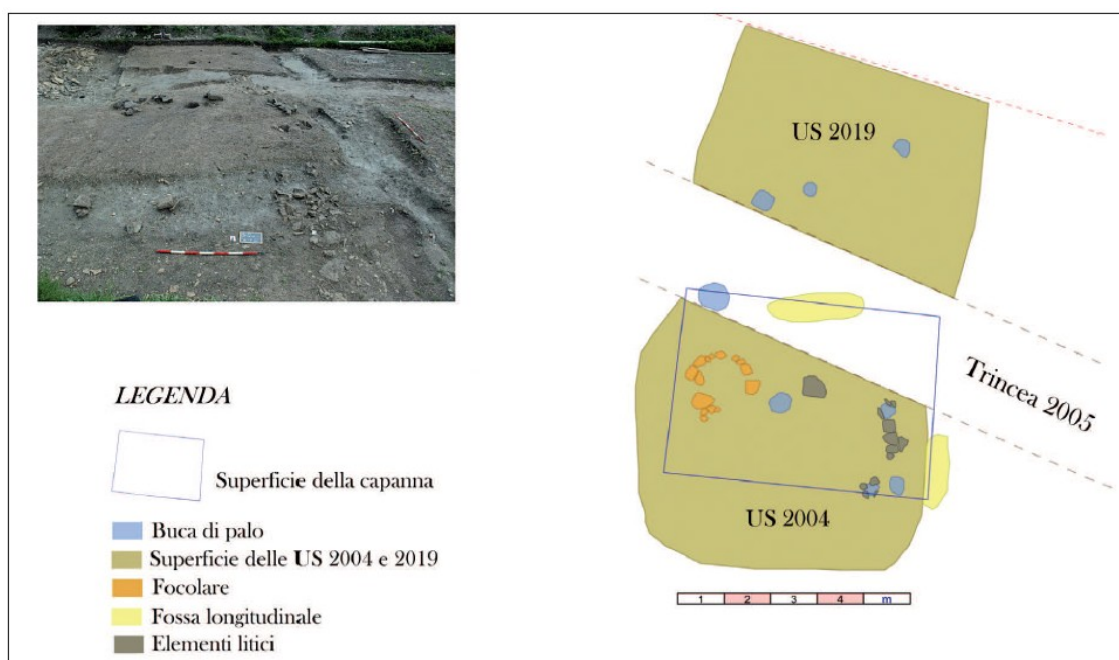 US 2019
Trincea 2005
US 2004
1 2 3 4 m
LEGENDA
Superficie della capanna
Buca di palo
Superficie delle US 2004 e 2019
Focolare
Fossa longitudinale
Elementi litici